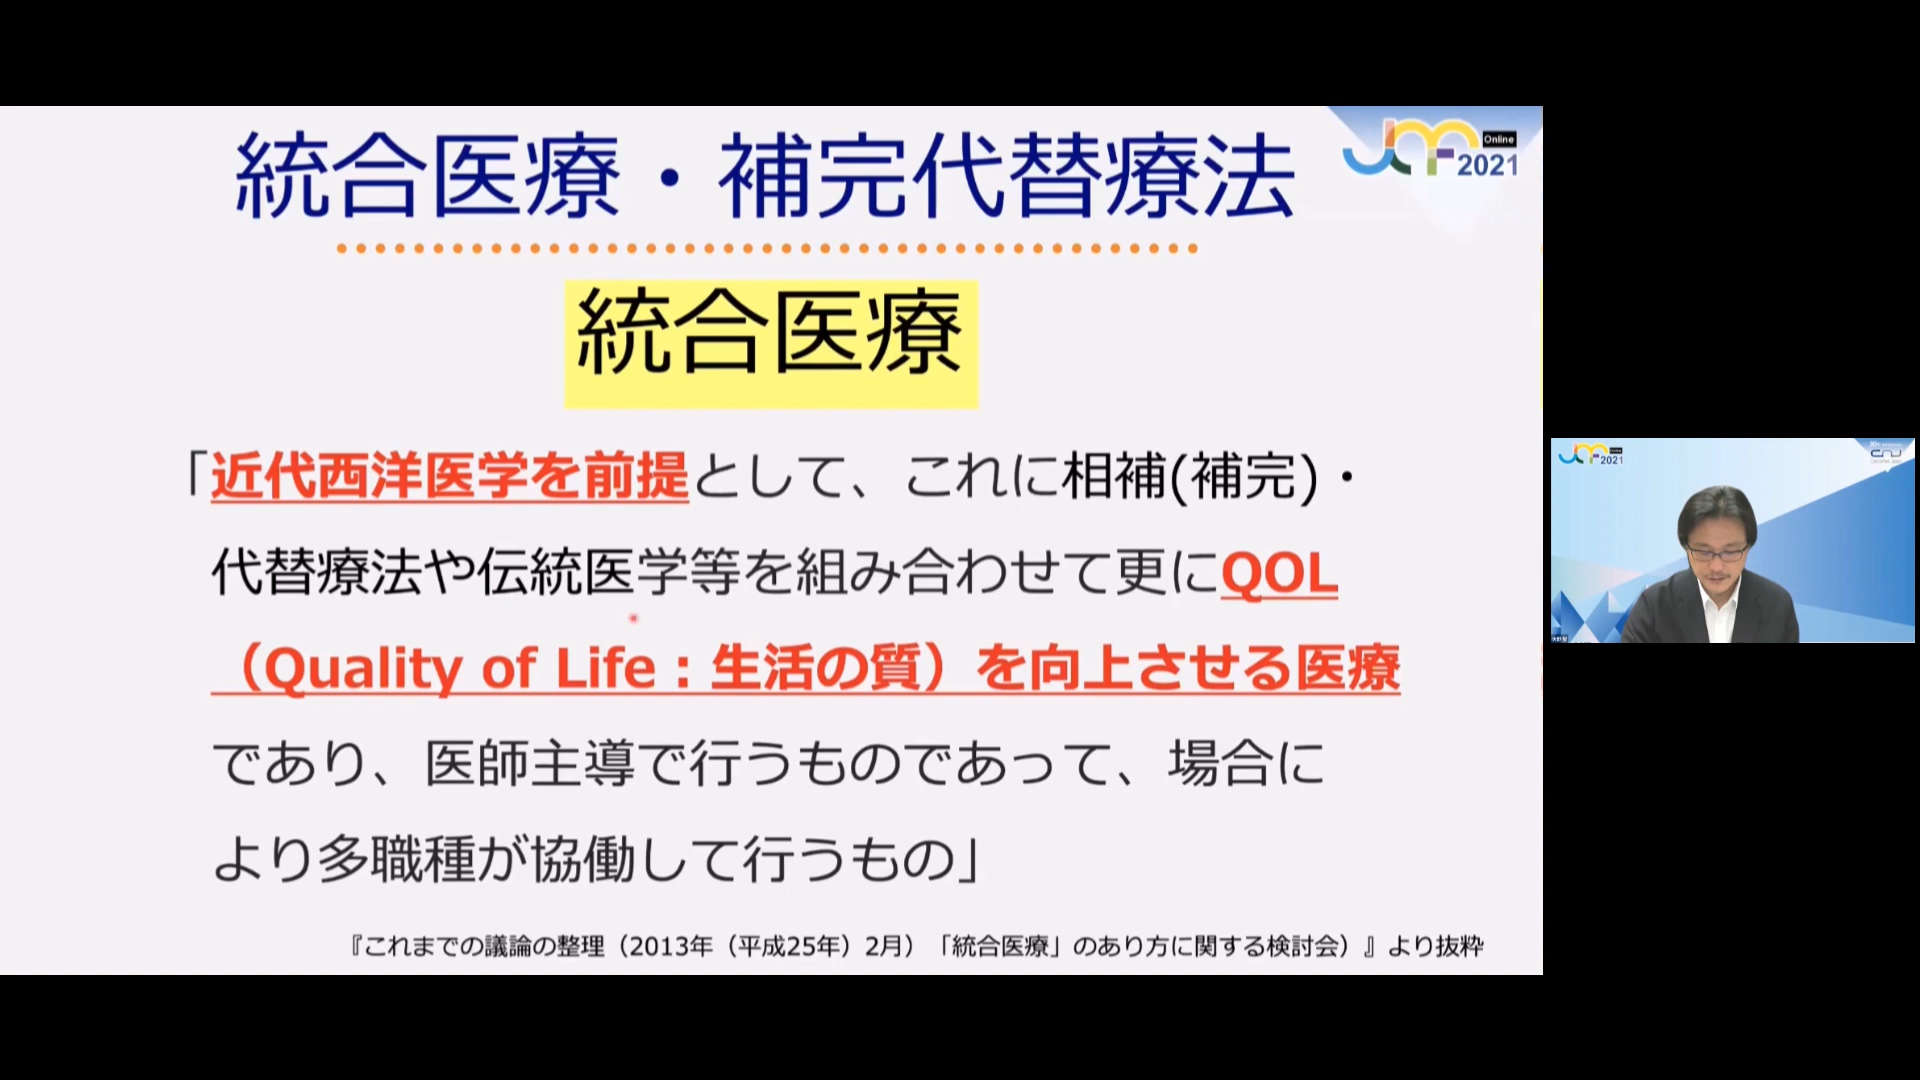 統合医療・補完代替療法
JCF Online 2021
統合医療
「近代西洋医学を前提として、これに相補(補完)・
代替療法や伝統医学等を組み合わせて更にQOL
（Quality of Life：生活の質）を向上させる医療
であり、医師主導で行うものであって、場合に
より多職種が協働して行うもの」
『これまでの議論の整理（2013年（平成25年）2月）「統合医療」のあり方に関する検討会）』より抜粋
2021